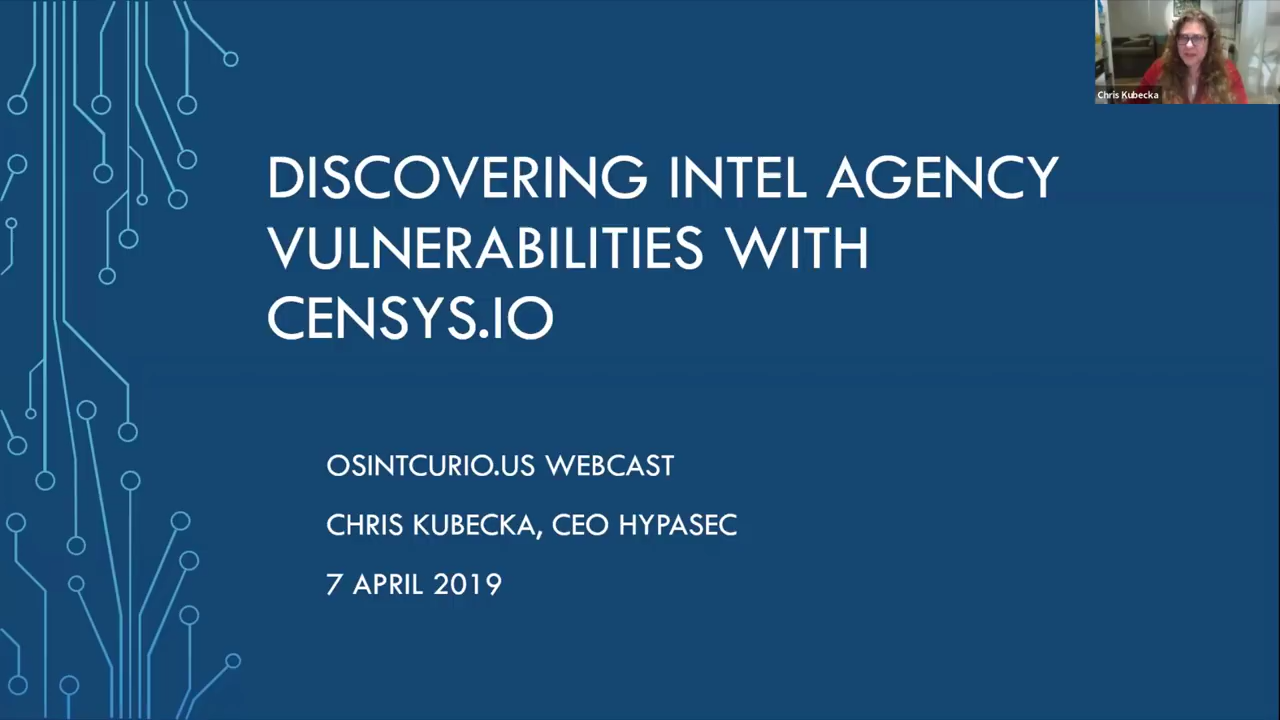 Chris Kubecka
DISCOVERING INTEL AGENCY
VULNERABILITIES WITH
CENSYS.IO
OSINTCURIO.US WEBCAST
CHRIS KUBECKA, CEO HYPASEC
7 APRIL 2019